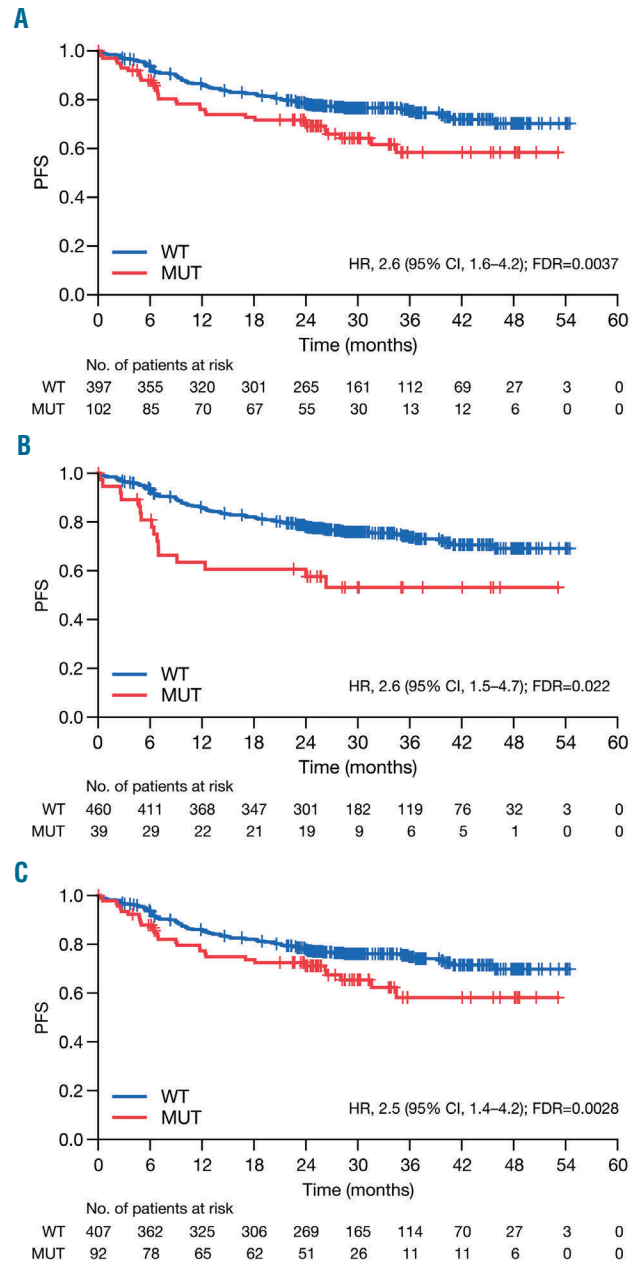 A
1.0
0.8
0.6
0.4
0.2
0.0
PFS
WT
MUT
HR, 2.6 (95% CI, 1.6–4.2); FDR=0.0037
0 6 12 18 24 30 36 42 48 54 60
Time (months)
No. of patients at risk
WT 397 355 320 301 265 161 112 69 27 3 0
MUT 102 85 70 67 55 30 13 12 6 0 0
B
1.0
0.8
0.6
0.4
0.2
0.0
PFS
WT
MUT
HR, 2.6 (95% CI, 1.5–4.7); FDR=0.022
0 6 12 18 24 30 36 42 48 54 60
Time (months)
No. of patients at risk
WT 460 411 368 347 301 182 119 76 32 3 0
MUT 39 29 22 21 19 9 6 5 1 0 0
C
1.0
0.8
0.6
0.4
0.2
0.0
PFS
WT
MUT
HR, 2.5 (95% CI, 1.4–4.2); FDR=0.0028
0 6 12 18 24 30 36 42 48 54 60
Time (months)
No. of patients at risk
WT 407 362 325 306 269 165 114 70 27 3 0
MUT 92 78 65 62 51 26 11 11 6 0 0